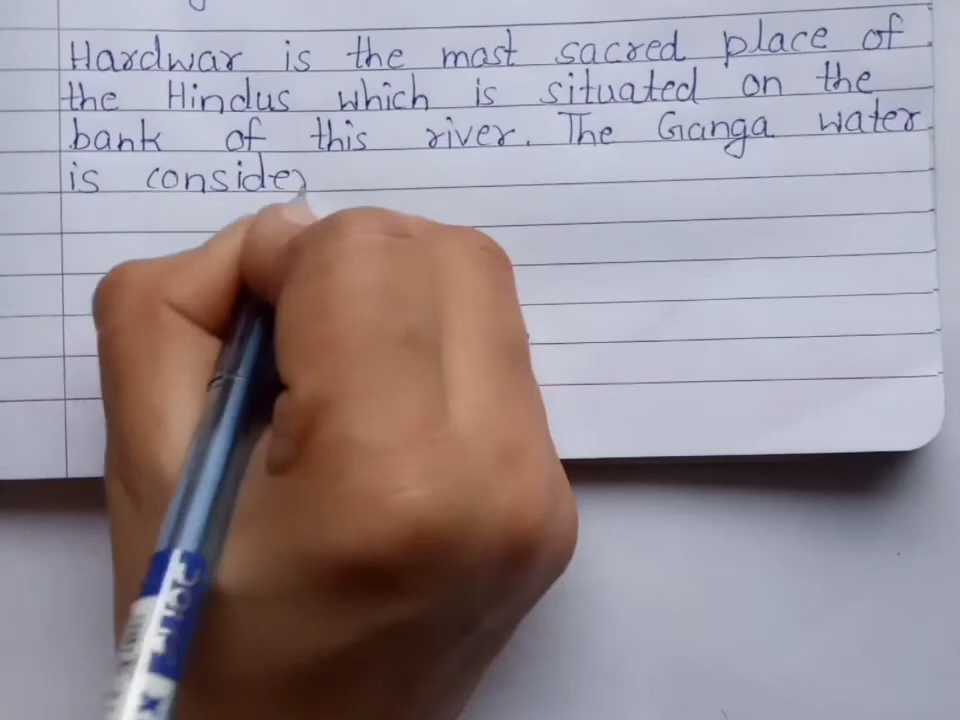 Hardwar is the mast sacred place of
the Hindus which is situated on the
bank of this river. The Ganga water
is conside